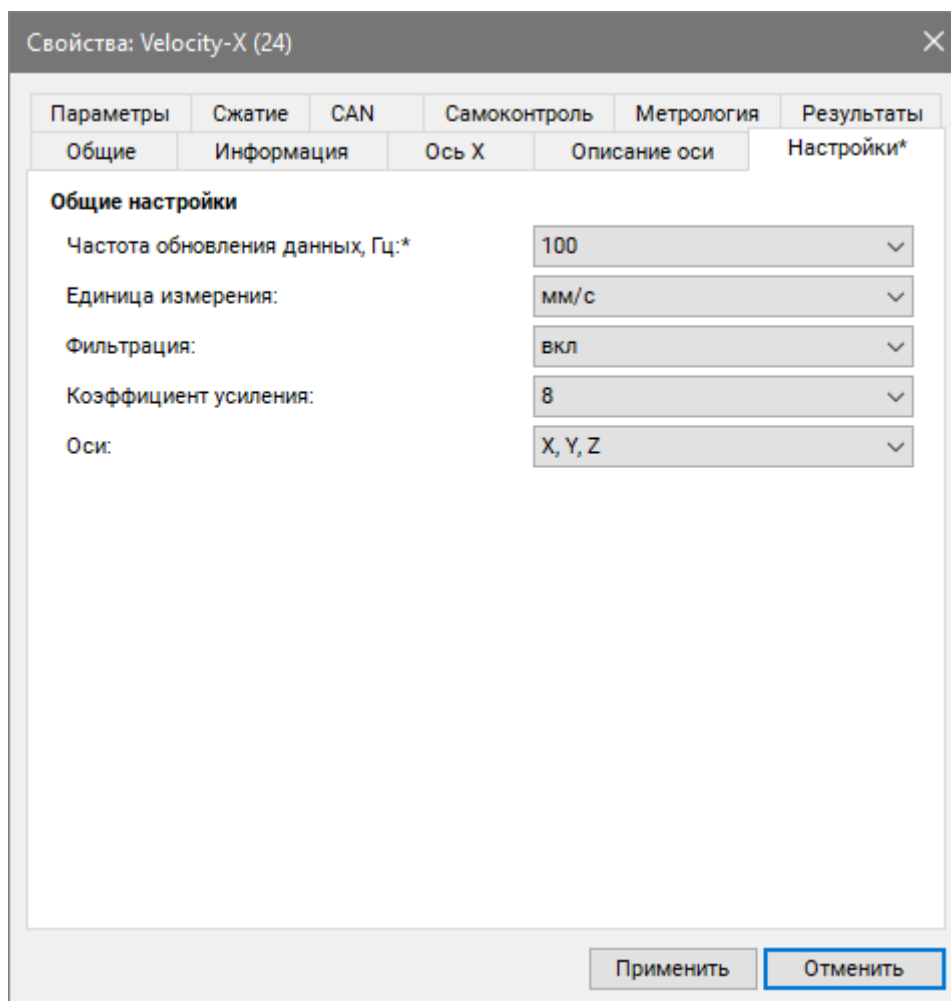 Свойства: Velocity-X (24)
Параметры Сжатие CAN Самоконтроль Метрология Результаты
Общие Информация Ось X Описание оси Настройки*
Общие настройки
Частота обновления данных, Гц:* 100
Единица измерения: мм/с
Фильтрация: вкл
Коэффициент усиления: 8
Оси: X, Y, Z
Применить Отменить